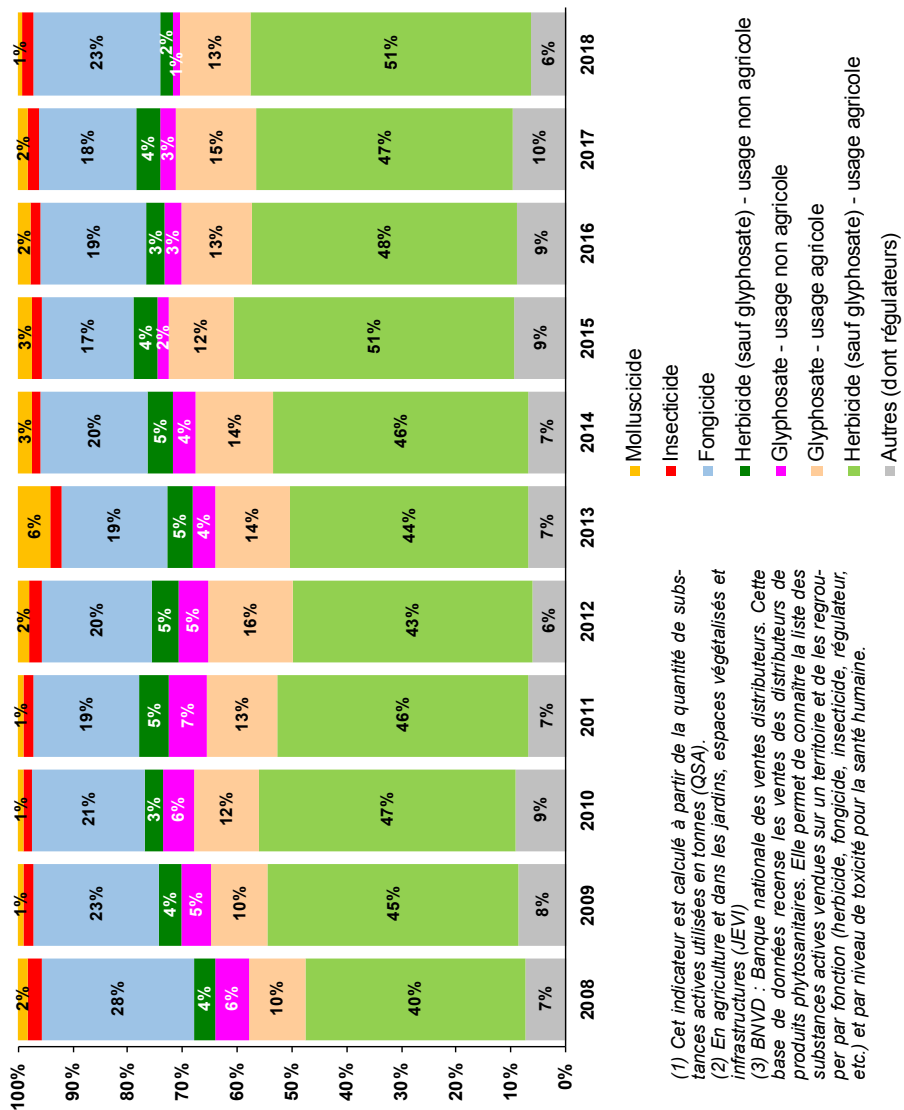 100%
90%
80%
70%
60%
50%
40%
30%
20%
10%
0%
2% 28% 4% 6% 10% 40% 7% 2008
1% 23% 4% 5% 10% 45% 8% 2009
1% 21% 3% 6% 12% 47% 9% 2010
1% 19% 5% 7% 13% 46% 7% 2011
2% 20% 5% 5% 16% 43% 6% 2012
6% 19% 5% 4% 14% 44% 7% 2013
3% 20% 5% 4% 14% 46% 7% 2014
3% 17% 4% 2% 12% 51% 9% 2015
2% 19% 3% 3% 13% 48% 9% 2016
2% 18% 4% 3% 15% 47% 10% 2017
1% 23% 2% 1% 13% 51% 6% 2018
Molluscicide
Insecticide
Fongicide
Herbicide (sauf glyphosate) - usage non agricole
Glyphosate - usage non agricole
Glyphosate - usage agricole
Herbicide (sauf glyphosate) - usage agricole
Autres (dont régulateurs)
(1) Cet indicateur est calculé à partir de la quantité de subs-
tances actives utilisées en tonnes (QSA).
(2) En agriculture et dans les jardins, espaces végétalisés et
infrastructures (JEVI)
(3) BNVD : Banque nationale des ventes distributeurs. Cette
base de données recense les ventes des distributeurs de
produits phytosanitaires. Elle permet de connaître la liste des
substances actives vendues sur un territoire et de les regrou-
per par fonction (herbicide, fongicide, insecticide, régulateur,
etc.) et par niveau de toxicité pour la santé humaine.